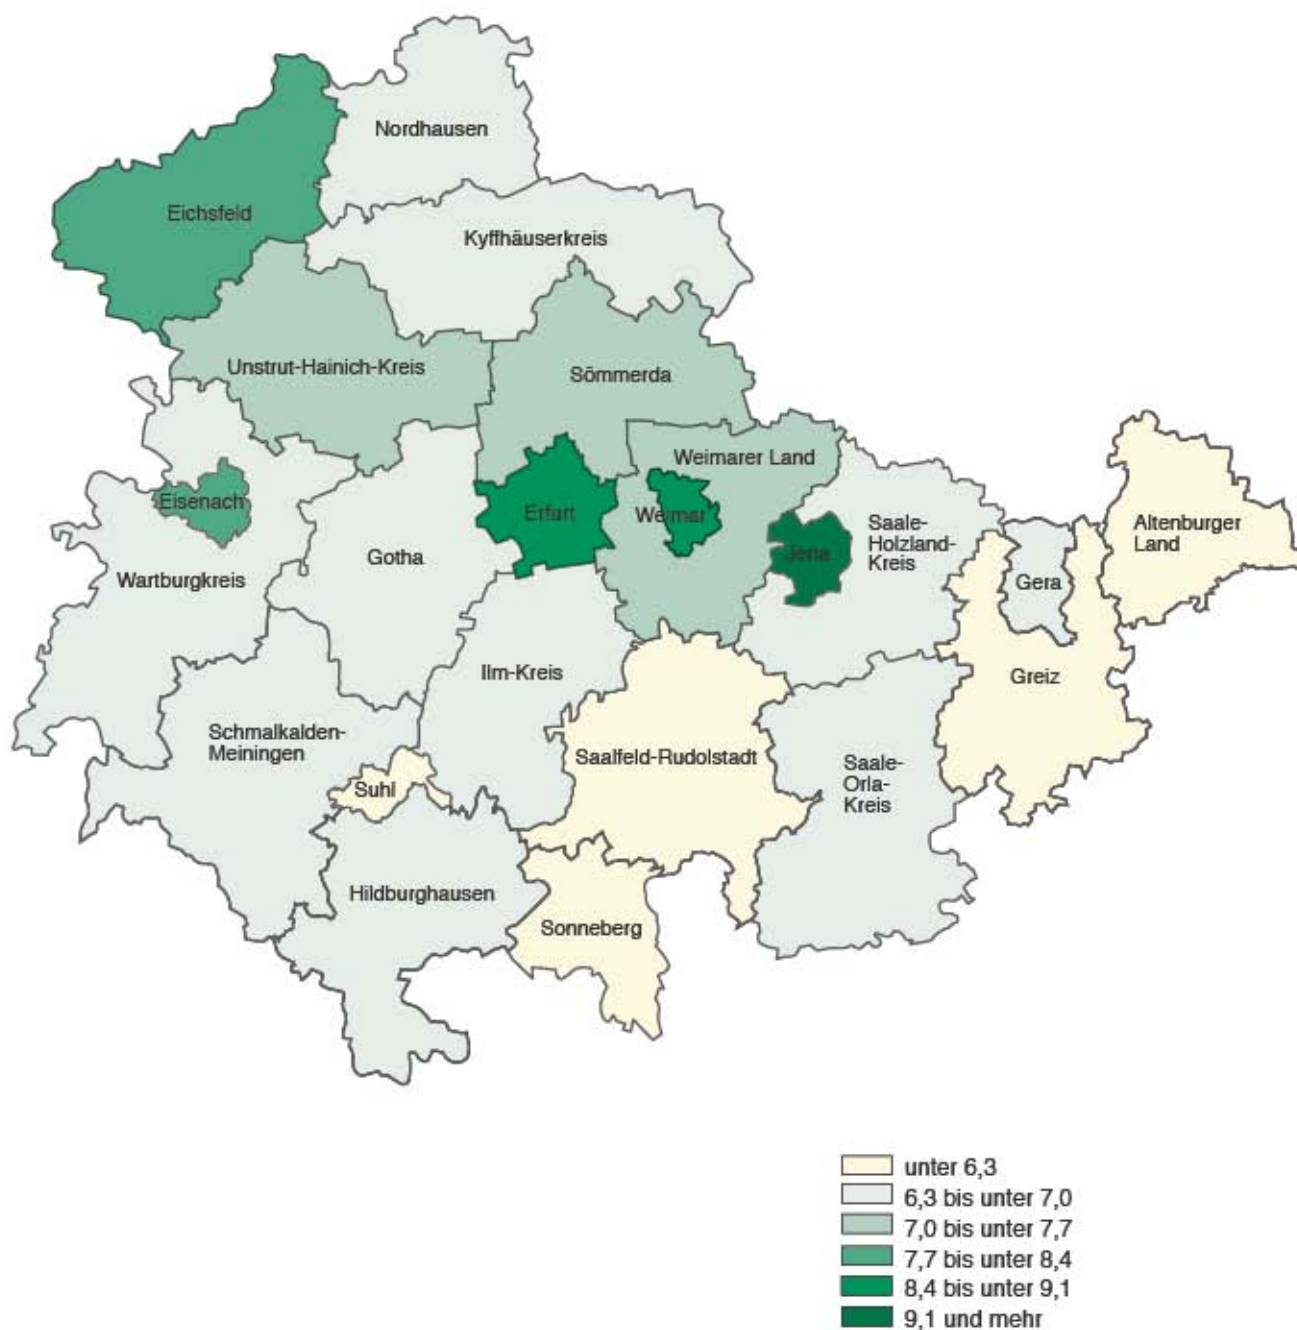 Nordhausen
Eichsfeld
Kyffhäuserkreis
Unstrut-Hainich-Kreis
Sömmerda
Weimarer Land
Eisenach
Erfurt
Weimar
Jena
Saale-
Holzland-
Kreis
Altenburger
Land
Gotha
Wartburgkreis
Gera
Ilm-Kreis
Greiz
Schmalkalden-
Meiningen
Suhl
Saalfeld-Rudolstadt
Saale-
Orla-
Kreis
Hildburghausen
Sonneberg
unter 6,3
6,3 bis unter 7,0
7,0 bis unter 7,7
7,7 bis unter 8,4
8,4 bis unter 9,1
9,1 und mehr